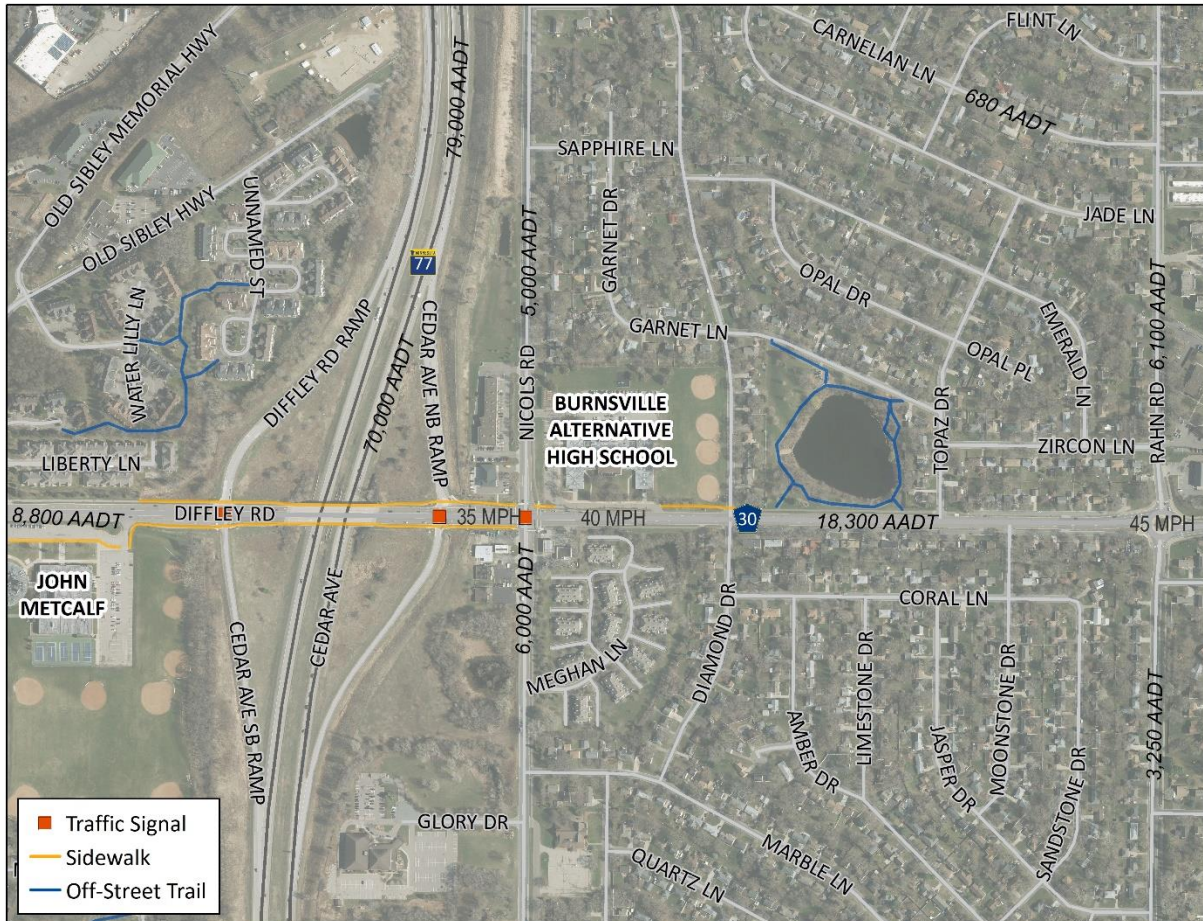 FLINT LN
CARNELIAN LN
680 AADT
OLD SIBLEY MEMORIAL HWY
79,000 AADT
SAPPHIRE LN
OLD SIBLEY HWY
UNNAMED ST
GARNET DR
JADE LN
77
5,000 AADT
OPAL DR
EMERALD LN
6,100 AADT
WATER LILLY LN
DIFFLEY RD RAMP
CEDAR AVE NB RAMP
NICOLS RD
GARNET LN
OPAL PL
70,000 AADT
BURNSVILLE
ALTERNATIVE
HIGH SCHOOL
TOPAZ DR
RAHN RD
LIBERTY LN
ZIRCON LN
8,800 AADT
DIFFLEY RD
35 MPH
40 MPH
30
18,300 AADT
45 MPH
JOHN
METCALF
CORAL LN
CEDAR AVE SB RAMP
CEDAR AVE
6,000 AADT
MEGHAN LN
DIAMOND DR
AMBER DR
LIMESTONE DR
JASPER DR
MOONSTONE DR
SANDSTONE DR
3,250 AADT
GLORY DR
QUARTZ LN
MARBLE LN
Traffic Signal
Sidewalk
Off-Street Trail